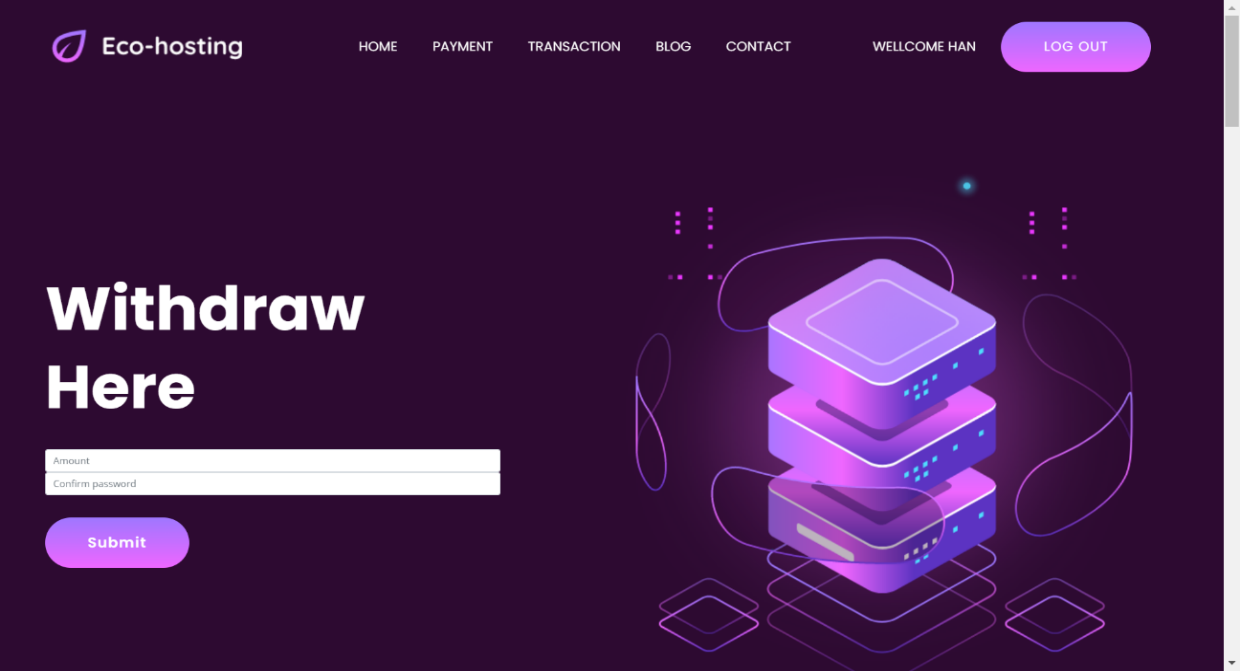 Eco-hosting
HOME PAYMENT TRANSACTION BLOG CONTACT WELLCOME HAN LOG OUT
Withdraw
Here
Amount
Confirm password
Submit